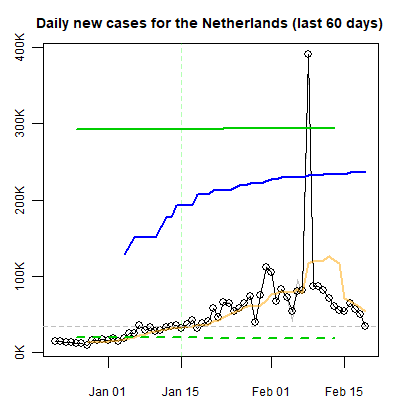 Daily new cases for the Netherlands (last 60 days)
400K
300K
200K
100K
0K
Jan 01
Jan 15
Feb 01
Feb 15